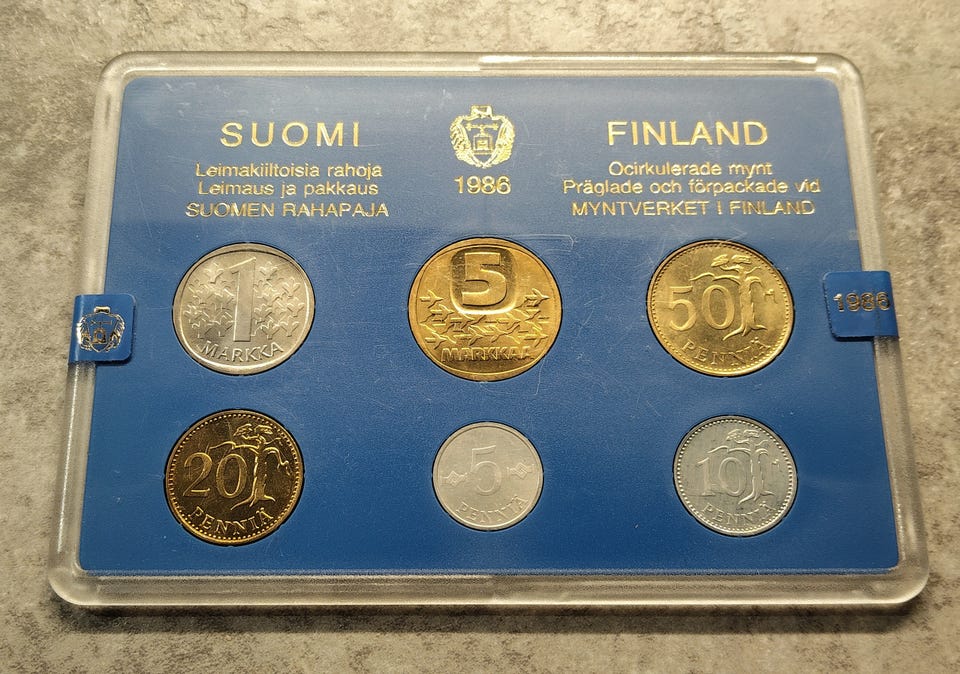 SUOMI
Leimakiiltoisia rahoja
Leimaus ja pakkaus
SUOMEN RAHAPAJA
1986
FINLAND
Ocirkulerade mynt
Präglade och förpackade vid
MYNTVERKET I FINLAND
1
MARKKA
5
MARKKAA
50
PENNIÄ
1986
20
PENNIÄ
5
PENNIÄ
10
PENNIÄ